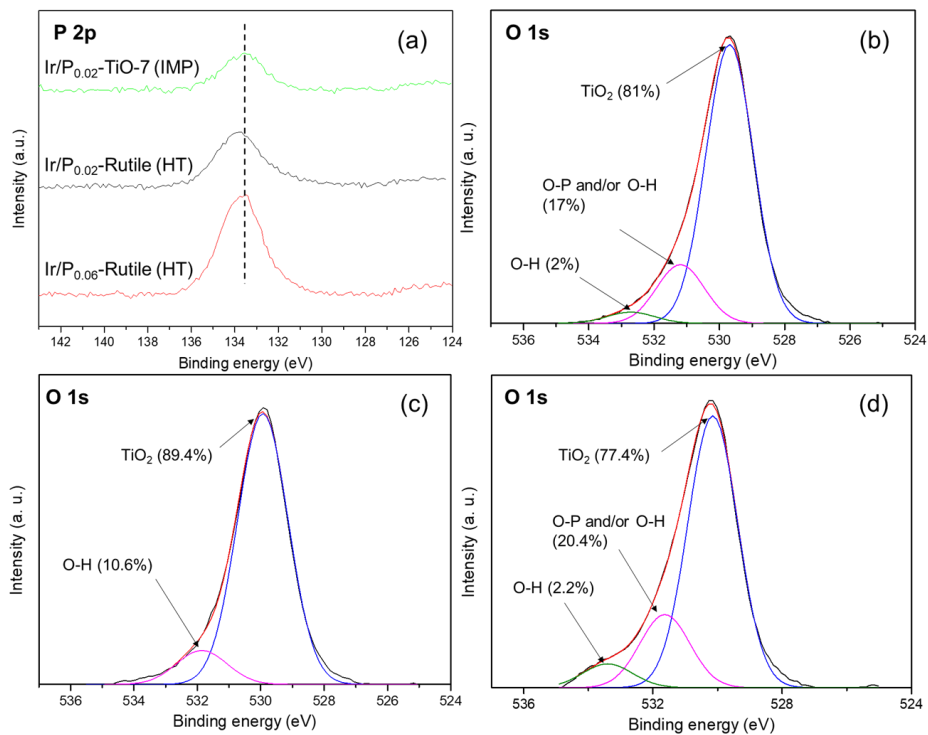 P 2p
(a)
Ir/P0.02-TiO-7 (IMP)
Ir/P0.02-Rutile (HT)
Ir/P0.06-Rutile (HT)
Intensity (a.u.)
142 140 138 136 134 132 130 128 126 124
Binding energy (eV)
O 1s
(b)
TiO2 (81%)
O-P and/or O-H
(17%)
O-H (2%)
Intensity (a. u.)
536 534 532 530 528 526 524
Binding energy (eV)
O 1s
(c)
TiO2 (89.4%)
O-H (10.6%)
Intensity (a. u.)
536 534 532 530 528 526 524
Binding energy (eV)
O 1s
(d)
TiO2 (77.4%)
O-P and/or O-H
(20.4%)
O-H (2.2%)
Intensity (a. u.)
536 534 532 530 528 526 524
Binding energy (eV)